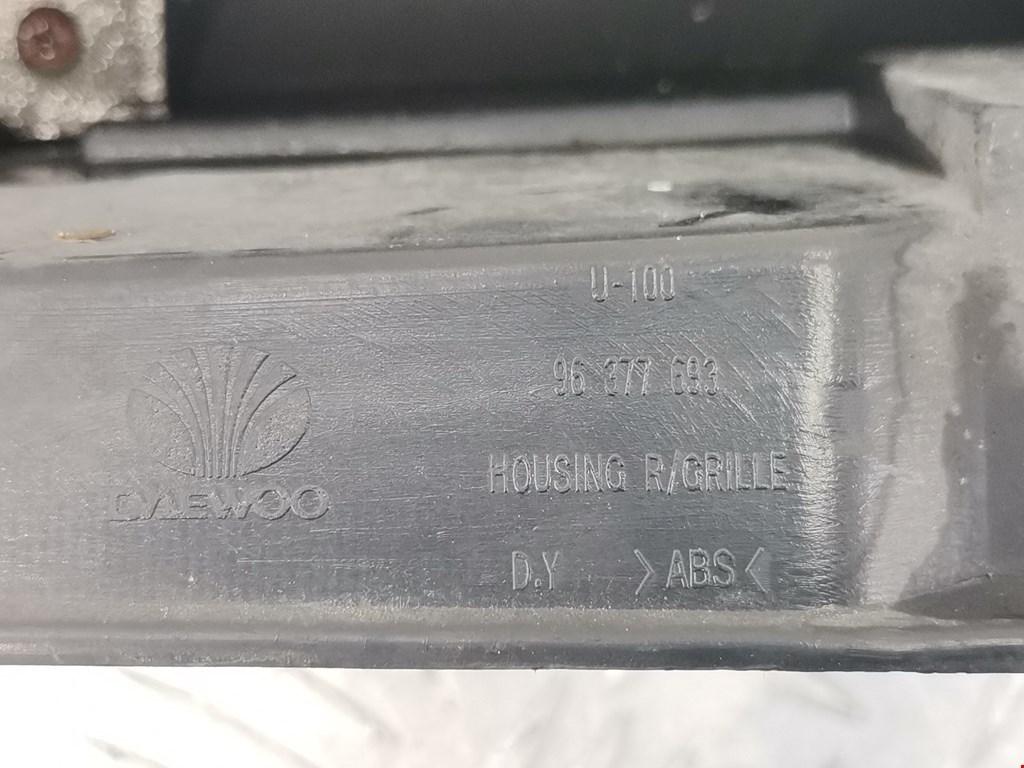 U-100
96 377 693
DAEWOO
HOUSING R/GRILLE
D.Y >ABS<